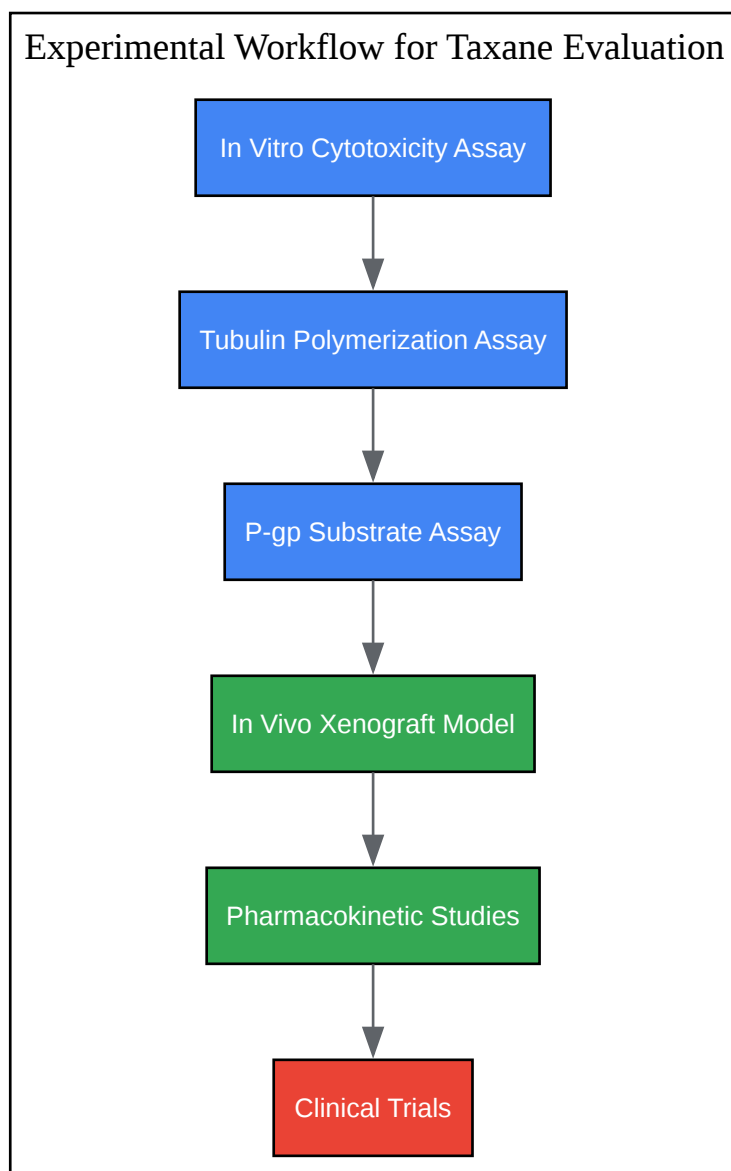 Experimental Workflow for Taxane Evaluation
In Vitro Cytotoxicity Assay
Tubulin Polymerization Assay
P-gp Substrate Assay
In Vivo Xenograft Model
Pharmacokinetic Studies
Clinical Trials